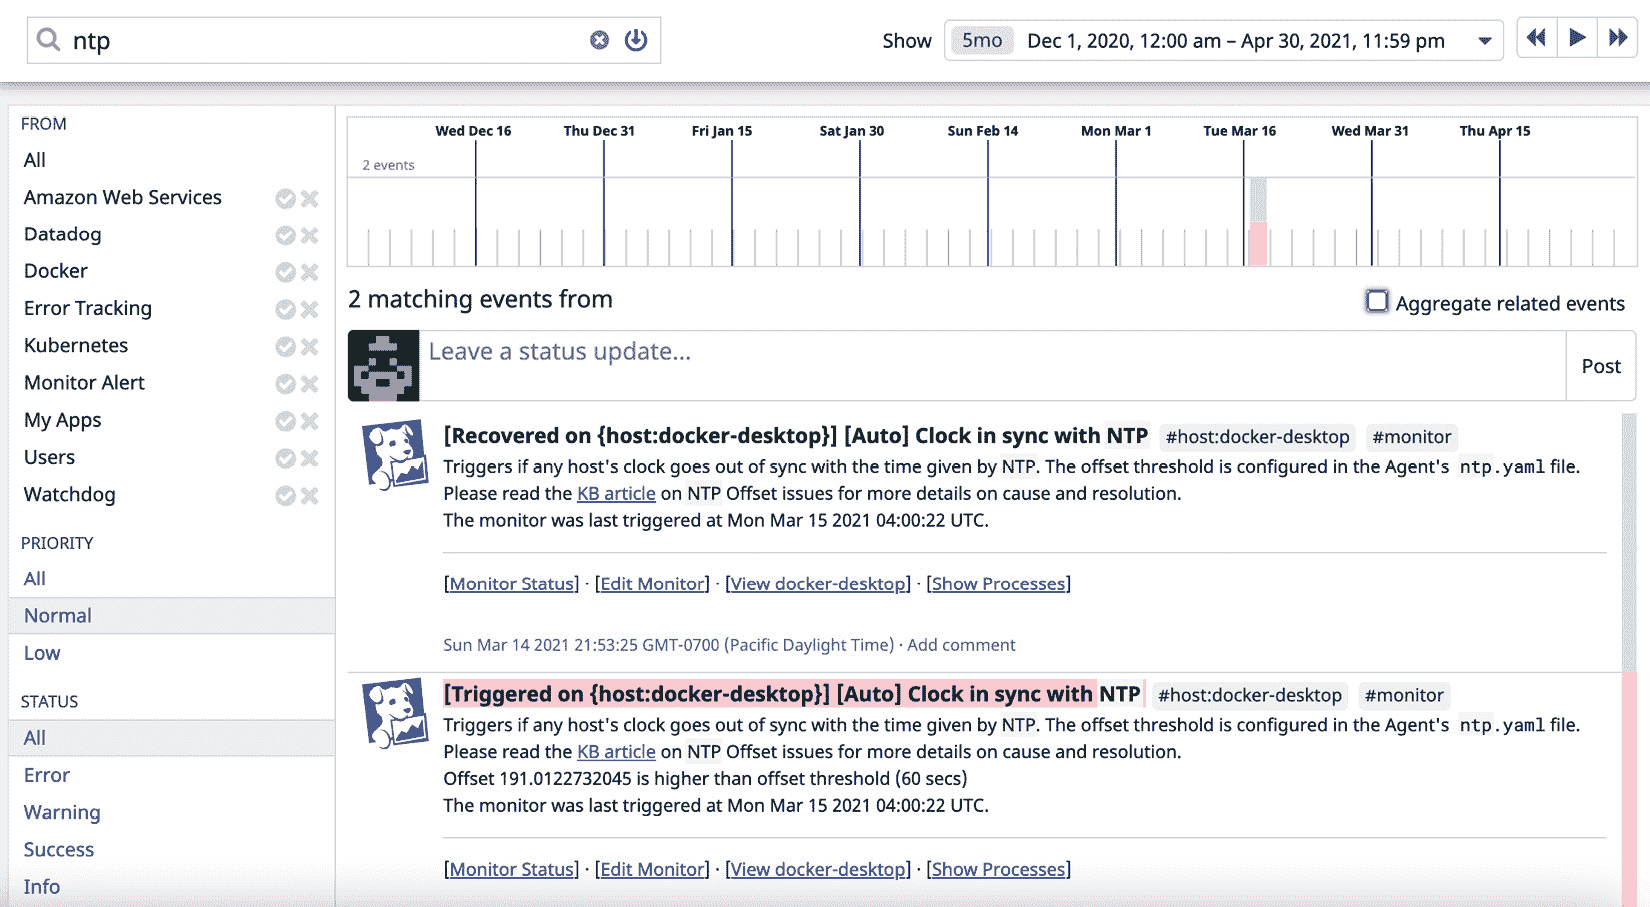 ntp
Show 5mo Dec 1, 2020, 12:00 am – Apr 30, 2021, 11:59 pm
FROM
All
Amazon Web Services
Datadog
Docker
Error Tracking
Kubernetes
Monitor Alert
My Apps
Users
Watchdog
PRIORITY
All
Normal
Low
STATUS
All
Error
Warning
Success
Info
Wed Dec 16 Thu Dec 31 Fri Jan 15 Sat Jan 30 Sun Feb 14 Mon Mar 1 Tue Mar 16 Wed Mar 31 Thu Apr 15
2 events
2 matching events from
Aggregate related events
Leave a status update...
Post
[Recovered on {host:docker-desktop}] [Auto] Clock in sync with NTP #host:docker-desktop #monitor
Triggers if any host's clock goes out of sync with the time given by NTP. The offset threshold is configured in the Agent's ntp.yaml file.
Please read the KB article on NTP Offset issues for more details on cause and resolution.
The monitor was last triggered at Mon Mar 15 2021 04:00:22 UTC.
[Monitor Status] · [Edit Monitor] · [View docker-desktop] · [Show Processes]
Sun Mar 14 2021 21:53:25 GMT-0700 (Pacific Daylight Time) · Add comment
[Triggered on {host:docker-desktop}] [Auto] Clock in sync with NTP #host:docker-desktop #monitor
Triggers if any host's clock goes out of sync with the time given by NTP. The offset threshold is configured in the Agent's ntp.yaml file.
Please read the KB article on NTP Offset issues for more details on cause and resolution.
Offset 191.0122732045 is higher than offset threshold (60 secs)
The monitor was last triggered at Mon Mar 15 2021 04:00:22 UTC.
[Monitor Status] · [Edit Monitor] · [View docker-desktop] · [Show Processes]